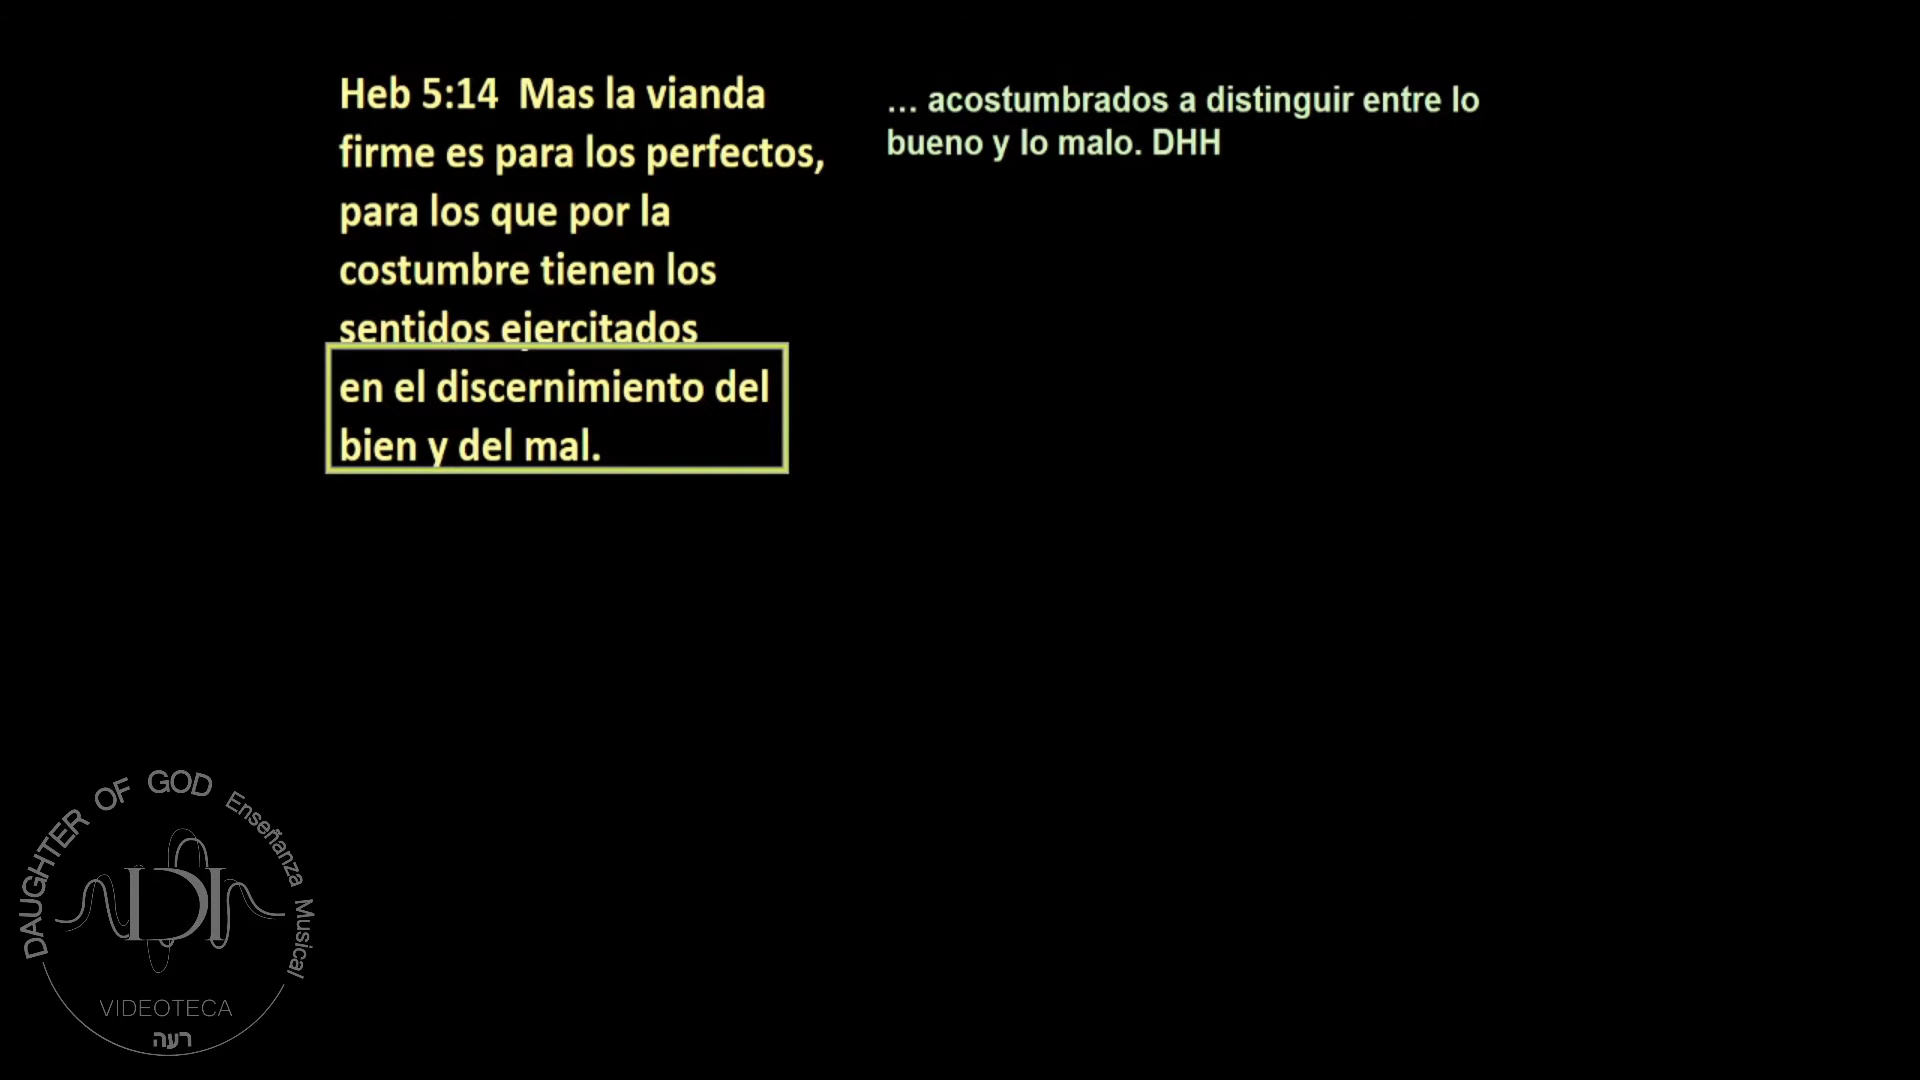 Heb 5:14  Mas la vianda
firme es para los perfectos,
para los que por la
costumbre tienen los
sentidos ejercitados
en el discernimiento del
bien y del mal.
... acostumbrados a distinguir entre lo
bueno y lo malo. DHH
DAUGHTER OF GOD Enseñanza Musical
DI
VIDEOTECA
רעה